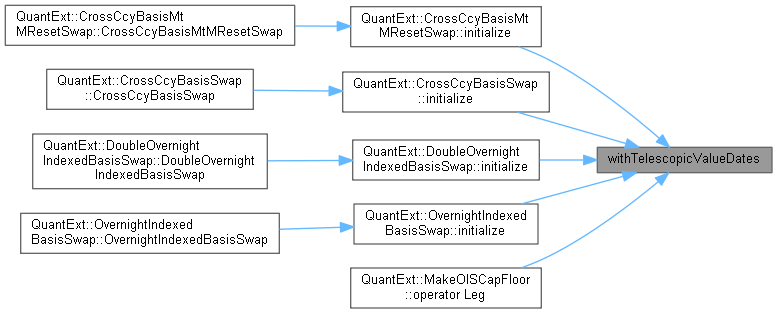 QuantExt::CrossCcyBasisMt
MResetSwap::CrossCcyBasisMtMResetSwap
QuantExt::CrossCcyBasisMt
MResetSwap::initialize
QuantExt::CrossCcyBasisSwap
::CrossCcyBasisSwap
QuantExt::CrossCcyBasisSwap
::initialize
QuantExt::DoubleOvernight
IndexedBasisSwap::DoubleOvernight
IndexedBasisSwap
QuantExt::DoubleOvernight
IndexedBasisSwap::initialize
withTelescopicValueDates
QuantExt::OvernightIndexed
BasisSwap::OvernightIndexedBasisSwap
QuantExt::OvernightIndexed
BasisSwap::initialize
QuantExt::MakeOISCapFloor
::operator Leg